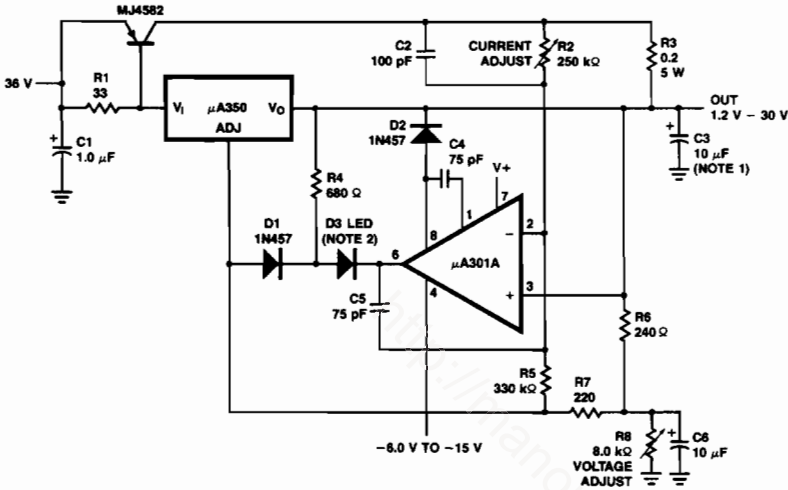 MJ4582
36 V
R1
33
C1
1.0 µF
VI
µA350
VO
ADJ
C2
100 pF
CURRENT
ADJUST
R2
250 kΩ
R3
0.2
5 W
OUT
1.2 V – 30 V
C3
10 µF
(NOTE 1)
D2
1N457
C4
75 pF
V+
R4
680 Ω
D1
1N457
D3 LED
(NOTE 2)
7
1
8
2
6
µA301A
4
3
C5
75 pF
R6
240 Ω
R5
330 kΩ
R7
220
–6.0 V TO –15 V
R8
8.0 kΩ
VOLTAGE
ADJUST
C6
10 µF